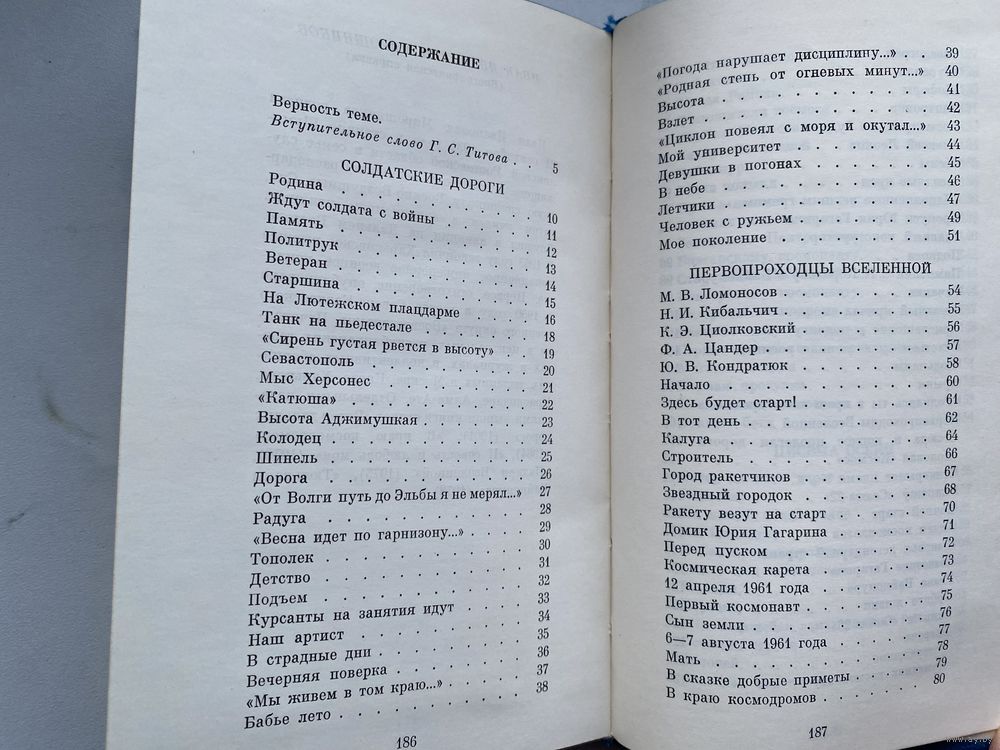 СОДЕРЖАНИЕ
Верность теме.
Вступительное слово Г. С. Титова . . 5
СОЛДАТСКИЕ ДОРОГИ
Родина . . . . . . . . . 10
Ждут солдата с войны . . . . . 11
Память . . . . . . . . . 12
Политрук . . . . . . . . 13
Ветеран . . . . . . . . . 14
Старшина . . . . . . . . 15
На Лютежском плацдарме . . . . 16
Танк на пьедестале . . . . . . 18
«Сирень густая рвется в высоту» . . 19
Севастополь . . . . . . . 20
Мыс Херсонес . . . . . . . 21
«Катюша» . . . . . . . . 22
Высота Аджимушкая . . . . . . 23
Колодец . . . . . . . . 24
Шинель . . . . . . . . 25
Дорога . . . . . . . . . 26
«От Волги путь до Эльбы я не мерял...» 27
Радуга . . . . . . . . . 28
«Весна идет по гарнизону...» . . . . 29
Тополек . . . . . . . . 30
Детство . . . . . . . . 31
Подъем . . . . . . . . 32
Курсанты на занятия идут . . . . 33
Наш артист . . . . . . . 34
В страдные дни . . . . . . 35
Вечерняя поверка . . . . . . 36
«Мы живем в том краю...» . . . . 37
Бабье лето . . . . . . . . 38
186
«Погода нарушает дисциплину...» . . 39
«Родная степь от огневых минут...» 40
Высота . . . . . . . . 41
Взлет . . . . . . . . 42
«Циклон повеял с моря и окутал...» 43
Мой университет . . . . . . 44
Девушки в погонах . . . . . 45
В небе . . . . . . . . 46
Летчики . . . . . . . . 47
Человек с ружьем . . . . . . 49
Мое поколение . . . . . . . 51
ПЕРВОПРОХОДЦЫ ВСЕЛЕННОЙ
М. В. Ломоносов . . . . . . . 54
Н. И. Кибальчич . . . . . . . 55
К. Э. Циолковский . . . . . . 56
Ф. А. Цандер . . . . . . . 57
Ю. В. Кондратюк . . . . . . 58
Начало . . . . . . . . 60
Здесь будет старт! . . . . . . 61
В тот день . . . . . . . . 62
Калуга . . . . . . . . 64
Строитель . . . . . . . . 66
Город ракетчиков . . . . . . 67
Звездный городок . . . . . . 68
Ракету везут на старт . . . . . 70
Домик Юрия Гагарина . . . . . 71
Перед пуском . . . . . . . 72
Космическая карета . . . . . 73
12 апреля 1961 года . . . . . 74
Первый космонавт . . . . . . 75
Сын земли . . . . . . . . 76
6—7 августа 1961 года . . . . . 77
Мать . . . . . . . . . 78
В сказке добрые приметы . . . . 79
В краю космодромов . . . . . 80
187